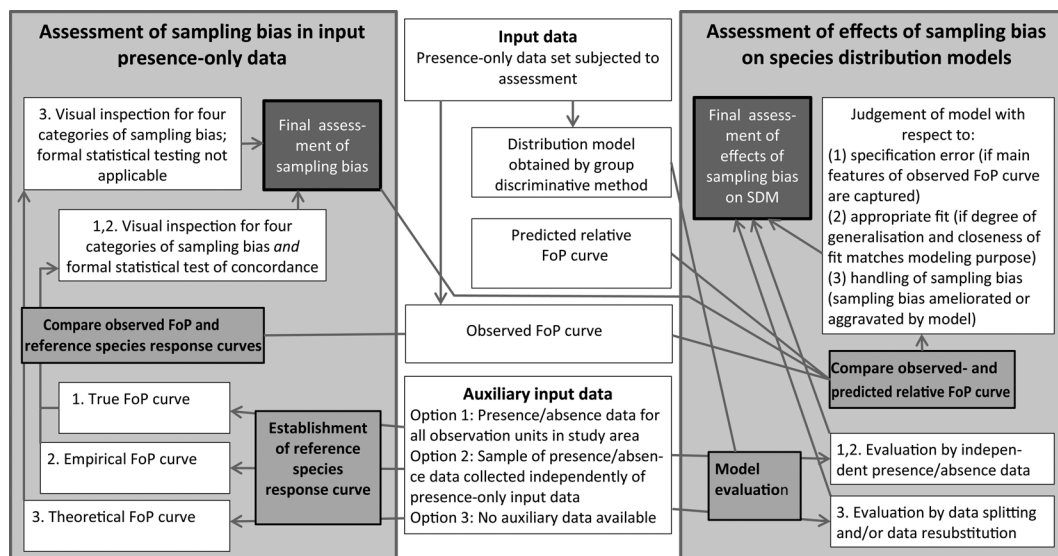 Assessment of sampling bias in input
presence-only data
3. Visual inspection for four
categories of sampling bias;
formal statistical testing not
applicable
Final assess-
ment of
sampling bias
1,2. Visual inspection for four
categories of sampling bias and
formal statistical test of concordance
Compare observed FoP and
reference species response curves
1. True FoP curve
2. Empirical FoP curve
3. Theoretical FoP curve
Establishment of
reference species
response curve
Input data
Presence-only data set subjected to
assessment
Distribution model
obtained by group
discriminative method
Predicted relative
FoP curve
Observed FoP curve
Auxiliary input data
Option 1: Presence/absence data for
all observation units in study area
Option 2: Sample of presence/absen-
ce data collected independently of
presence-only input data
Option 3: No auxiliary data available
Assessment of effects of sampling bias
on species distribution models
Final assess-
ment of
effects of
sampling bias
on SDM
Judgement of model with
respect to:
(1) specification error (if main
features of observed FoP curve
are captured)
(2) appropriate fit (if degree of
generalisation and closeness of
fit matches modeling purpose)
(3) handling of sampling bias
(sampling bias ameliorated or
aggravated by model)
Compare observed- and
predicted relative FoP curve
Model
evaluation
1,2. Evaluation by indepen-
dent presence/absence data
3. Evaluation by data splitting
and/or data resubstitution